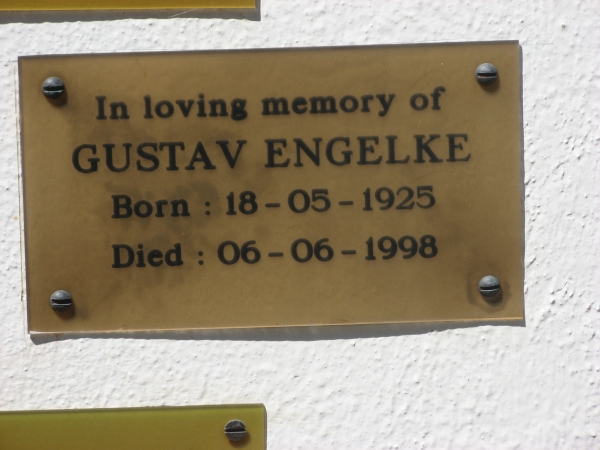 In loving memory of
GUSTAV ENGELKE
Born : 18 - 05 - 1925
Died : 06 - 06 - 1998